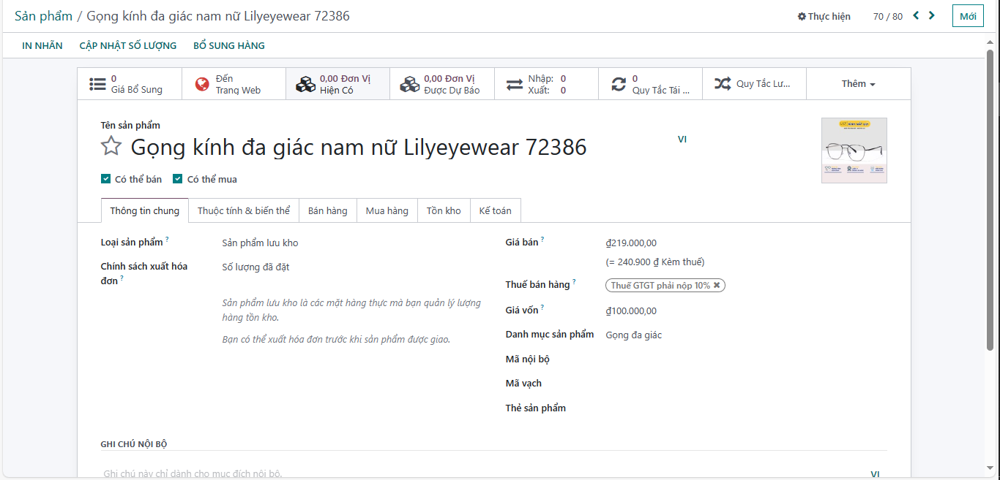 Sản phẩm / Gọng kính đa giác nam nữ Lilyeyewear 72386
Thực hiện 70 / 80 Mới
IN NHÃN CẬP NHẬT SỐ LƯỢNG BỔ SUNG HÀNG
0
Giá Bổ Sung
Đến
Trang Web
0,00 Đơn Vị
Hiện Có
0,00 Đơn Vị
Được Dự Báo
Nhập: 0
Xuất: 0
0
Quy Tắc Tái ...
Quy Tắc Lư...
Thêm
Tên sản phẩm
Gọng kính đa giác nam nữ Lilyeyewear 72386
VI
Có thể bán Có thể mua
Thông tin chung Thuộc tính & biến thể Bán hàng Mua hàng Tồn kho Kế toán
Loại sản phẩm ? Sản phẩm lưu kho
Chính sách xuất hóa đơn ? Số lượng đã đặt
Sản phẩm lưu kho là các mặt hàng thực mà bạn quản lý lượng
hàng tồn kho.
Bạn có thể xuất hóa đơn trước khi sản phẩm được giao.
Giá bán ? ₫219.000,00
(= 240.900 ₫ Kèm thuế)
Thuế bán hàng ? Thuế GTGT phải nộp 10% ✖
Giá vốn ? ₫100.000,00
Danh mục sản phẩm Gọng đa giác
Mã nội bộ
Mã vạch
Thẻ sản phẩm
GHI CHÚ NỘI BỘ
Ghi chú này chỉ dành cho mục đích nội bộ.
VI